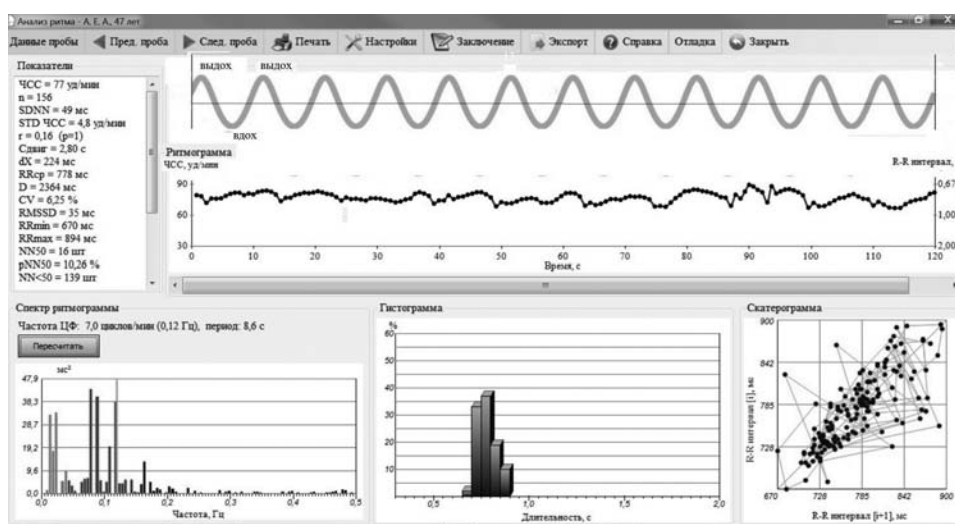 Анализ ритма - А. Е. А., 47 лет
Данные пробы Пред. проба След. проба Печать Настройки Заключение Экспорт Справка Отладка Закрыть
Показатели
ЧСС = 77 уд/мин
n = 156
SDNN = 49 мс
STD ЧСС = 4,8 уд/мин
r = 0,16 (p=1)
Сдвиг = 2,80 с
dX = 224 мс
RRср = 778 мс
D = 2364 мс
CV = 6,25 %
RMSSD = 35 мс
RRmin = 670 мс
RRmax = 894 мс
NN50 = 16 шт
pNN50 = 10,26 %
NN<50 = 139 шт
выдох выдох
вдох
Ритмограмма
ЧСС, уд/мин R-R интервал,
90 0,67
60 1,00
30 2,00
0 10 20 30 40 50 60 70 80 90 100 110 120
Время, с
Спектр ритмограммы
Частота ЦФ: 7,0 циклов/мин (0,12 Гц), период: 8,6 с
Пересчитать
мс²
47,9
38,3
28,7
19,2
9,6
0,0
0 0,1 0,2 0,3 0,4 0,5
Частота, Гц
Гистограмма
%
60
50
40
30
20
10
0,5 1,0 1,5 2,0
Длительность, с
Скатерограмма
900
842
785
728
670 728 785 842 900
R-R интервал [i], мс
R-R интервал [i+1], мс